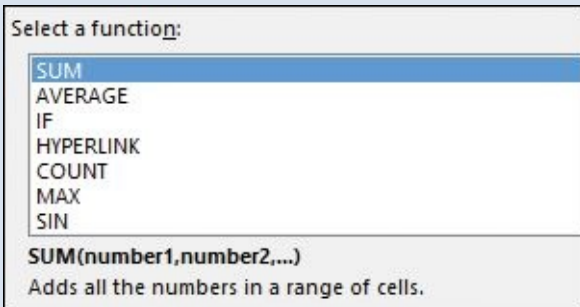 Select a function:
SUM
AVERAGE
IF
HYPERLINK
COUNT
MAX
SIN
SUM(number1,number2,...)
Adds all the numbers in a range of cells.